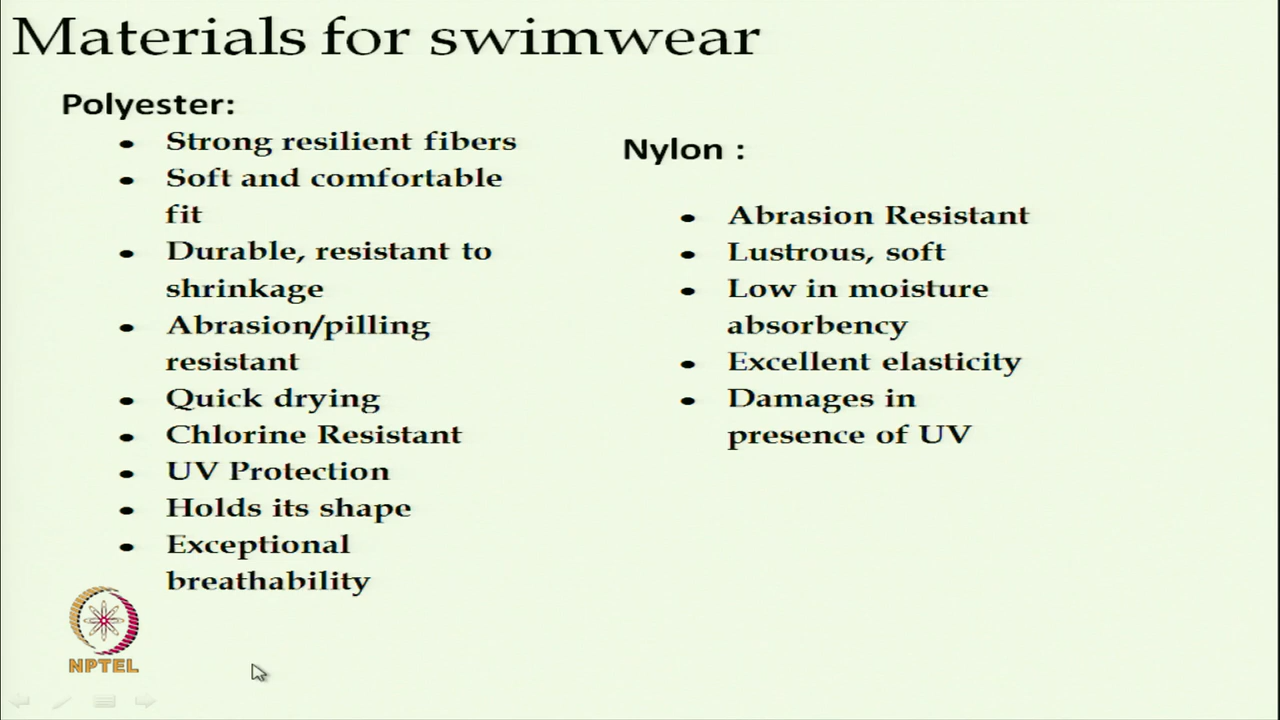 Materials for swimwear
Polyester:
• Strong resilient fibers
• Soft and comfortable
fit
• Durable, resistant to
shrinkage
• Abrasion/pilling
resistant
• Quick drying
• Chlorine Resistant
• UV Protection
• Holds its shape
• Exceptional
breathability
Nylon :
• Abrasion Resistant
• Lustrous, soft
• Low in moisture
absorbency
• Excellent elasticity
• Damages in
presence of UV
NPTEL